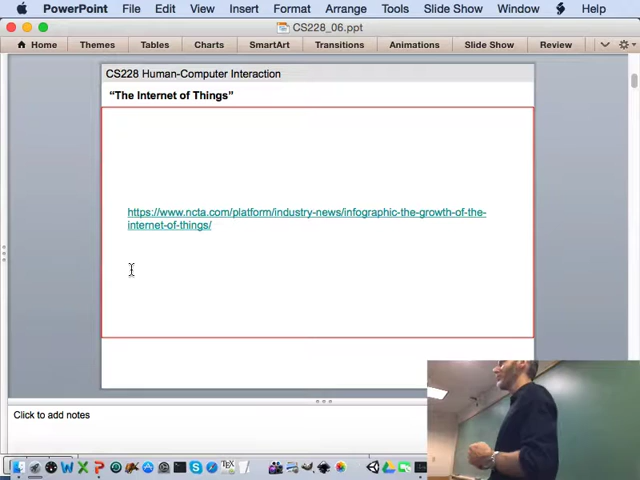 PowerPoint File Edit View Insert Format Arrange Tools Slide Show Window Help
CS228_06.ppt
Home Themes Tables Charts SmartArt Transitions Animations Slide Show Review
CS228 Human-Computer Interaction
“The Internet of Things”
https://www.ncta.com/platform/industry-news/infographic-the-growth-of-the-
internet-of-things/
Click to add notes